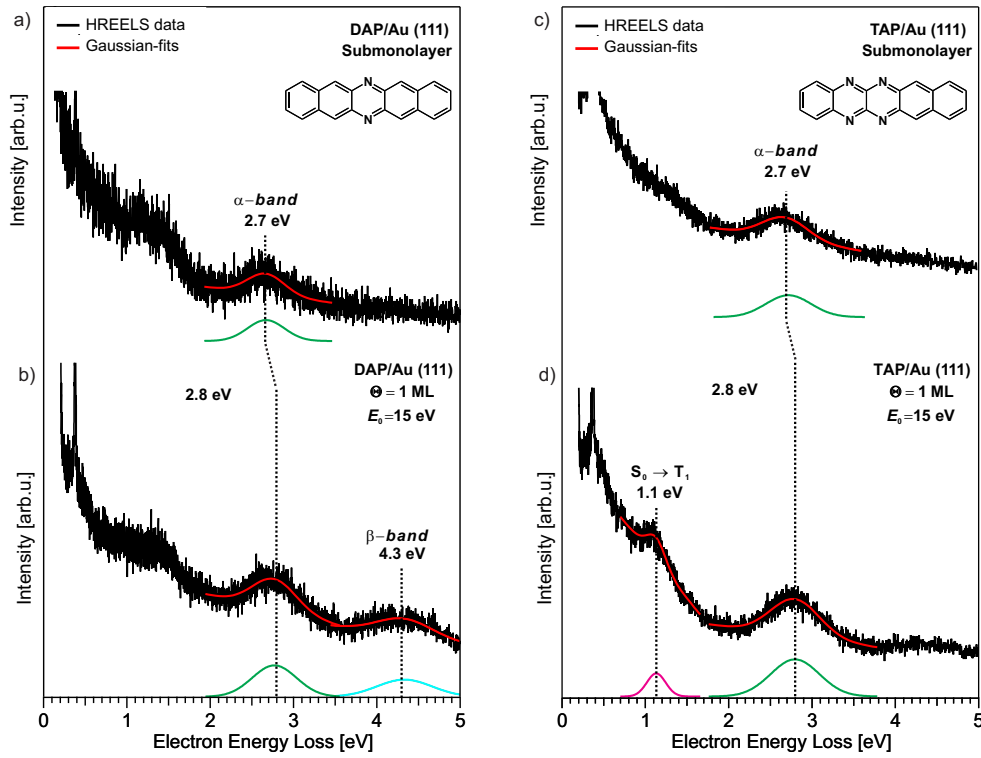 a)
HREELS data
Gaussian-fits
DAP/Au (111)
Submonolayer
N
N
α–band
2.7 eV
Intensity [arb.u.]
b)
2.8 eV
DAP/Au (111)
Θ = 1 ML
E₀=15 eV
β–band
4.3 eV
Intensity [arb.u.]
0 1 2 3 4 5
Electron Energy Loss [eV]
c)
HREELS data
Gaussian-fits
TAP/Au (111)
Submonolayer
N N
N N
α–band
2.7 eV
Intensity [arb.u.]
d)
2.8 eV
TAP/Au (111)
Θ = 1 ML
E₀=15 eV
S₀ → T₁
1.1 eV
Intensity [arb.u.]
0 1 2 3 4 5
Electron Energy Loss [eV]